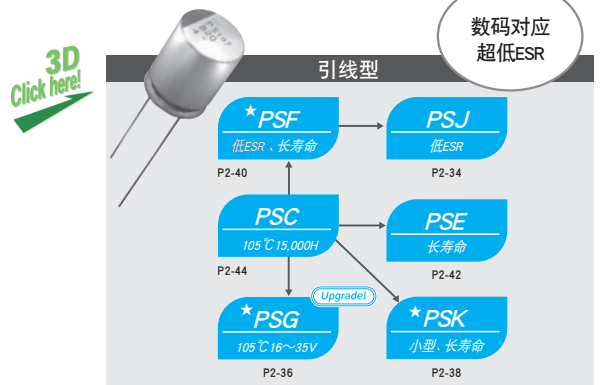 数码对应
超低ESR
3D
Click here!
引线型
★PSF
低ESR、长寿命
P2-40
PSJ
低ESR
P2-34
PSC
105℃15,000H
P2-44
PSE
长寿命
P2-42
Upgrade!
★PSG
105℃16～35V
P2-36
★PSK
小型、长寿命
P2-38